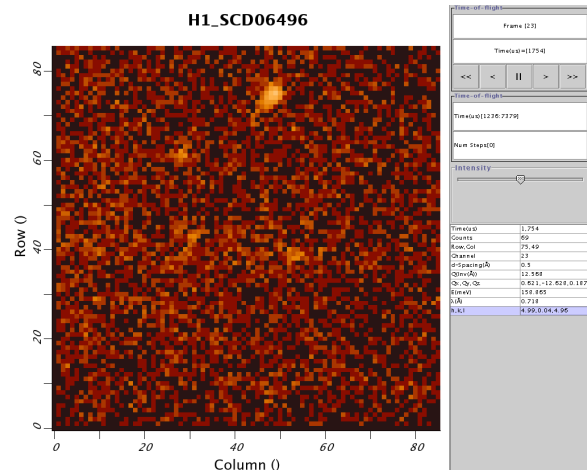 H1_SCD06496
Row ()
80
60
40
20
0
0 20 40 60 80
Column ()
Time-of-flight
Frame [23]
Time(us)=[1754]
<< < II > >>
Time-of-flight
Time(us)[1236:7379]
Num Steps[0]
Intensity
Time(us) 1,754
Counts 69
Row,Col 75,49
Channel 23
d-Spacing(Å) 0.5
Q(Inv(Å)) 12.568
Qx, Qy, Qz 0.621,-12.628,0.187
E(meV) 158.865
λ(Å) 0.718
h,k,l 4.99,0.04,4.96